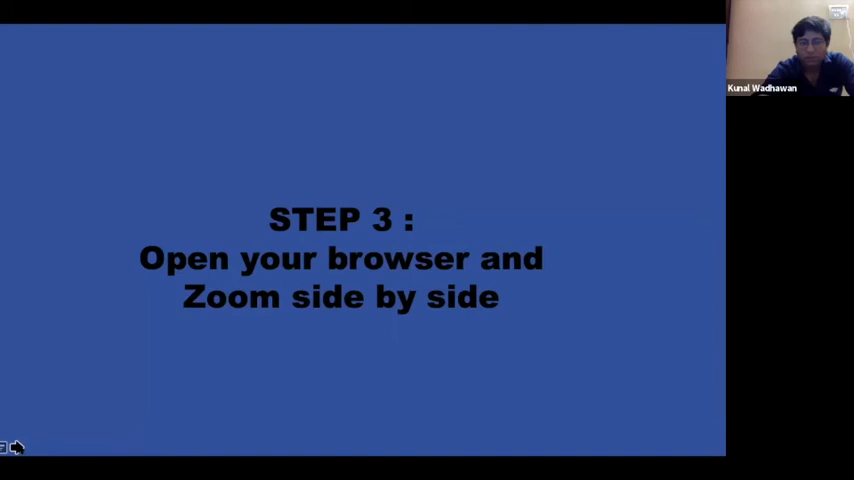 Kunal Wadhawan
STEP 3 :
Open your browser and
Zoom side by side